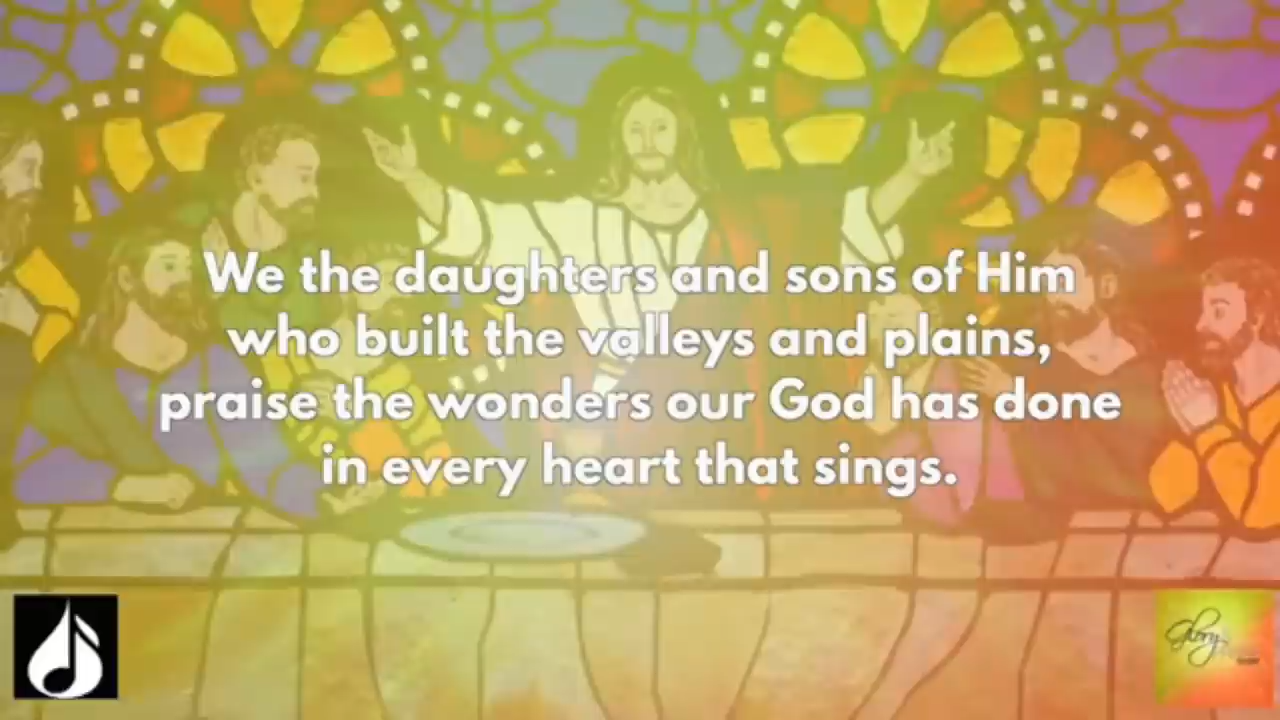 We the daughters and sons of Him
who built the valleys and plains,
praise the wonders our God has done
in every heart that sings.
Glory